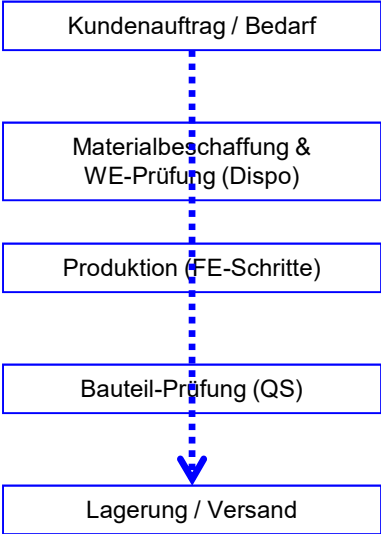 Kundenauftrag / Bedarf
Materialbeschaffung &
WE-Prüfung (Dispo)
Produktion (FE-Schritte)
Bauteil-Prüfung (QS)
Lagerung / Versand